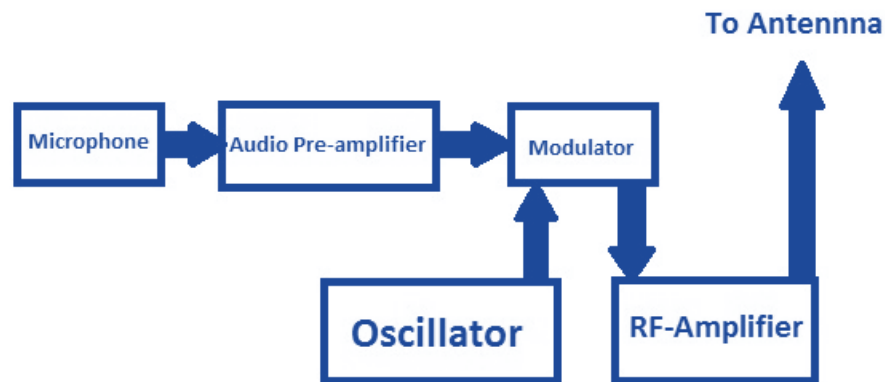 To Antennna
Microphone
Audio Pre-amplifier
Modulator
Oscillator
RF-Amplifier